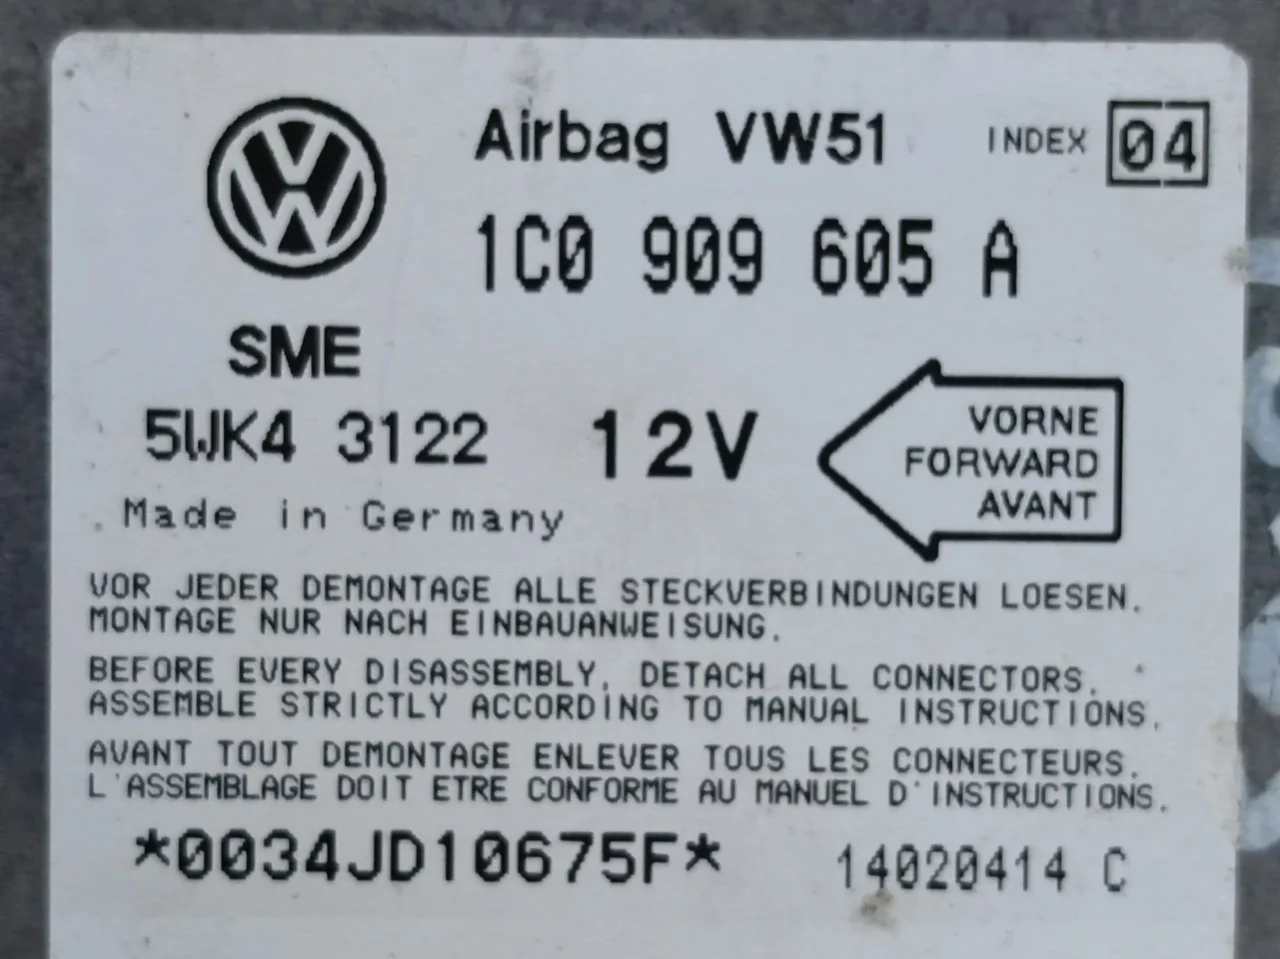 Airbag VW51 INDEX 04
1C0 909 605 A
SME
5WK4 3122 12V
VORNE
FORWARD
AVANT
Made in Germany
VOR JEDER DEMONTAGE ALLE STECKVERBINDUNGEN LOESEN.
MONTAGE NUR NACH EINBAUANWEISUNG.
BEFORE EVERY DISASSEMBLY, DETACH ALL CONNECTORS.
ASSEMBLE STRICTLY ACCORDING TO MANUAL INSTRUCTIONS.
AVANT TOUT DEMONTAGE ENLEVER TOUS LES CONNECTEURS.
L'ASSEMBLAGE DOIT ETRE CONFORME AU MANUEL D'INSTRUCTIONS.
*0034JD10675F* 14020414 C